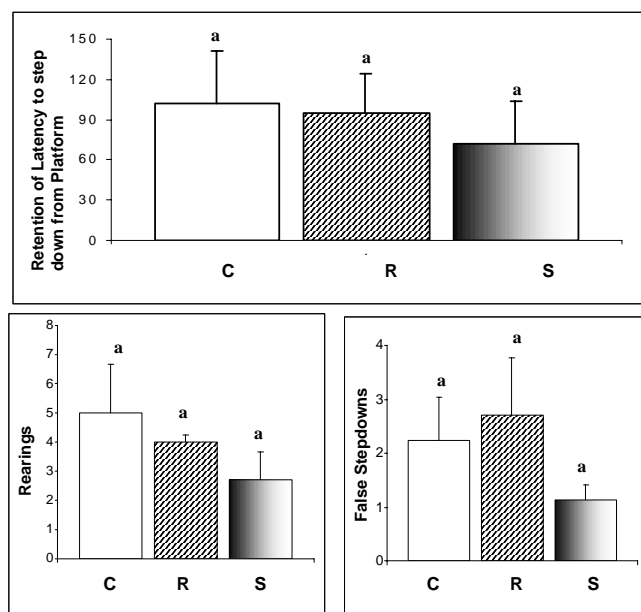 Retention of Latency to step
down from Platform
150
120
90
60
30
0
a
a
a
C R S
Rearings
8
7
6
5
4
3
2
1
0
a
a
a
C R S
False Stepdowns
4
3
2
1
0
a
a
a
C R S